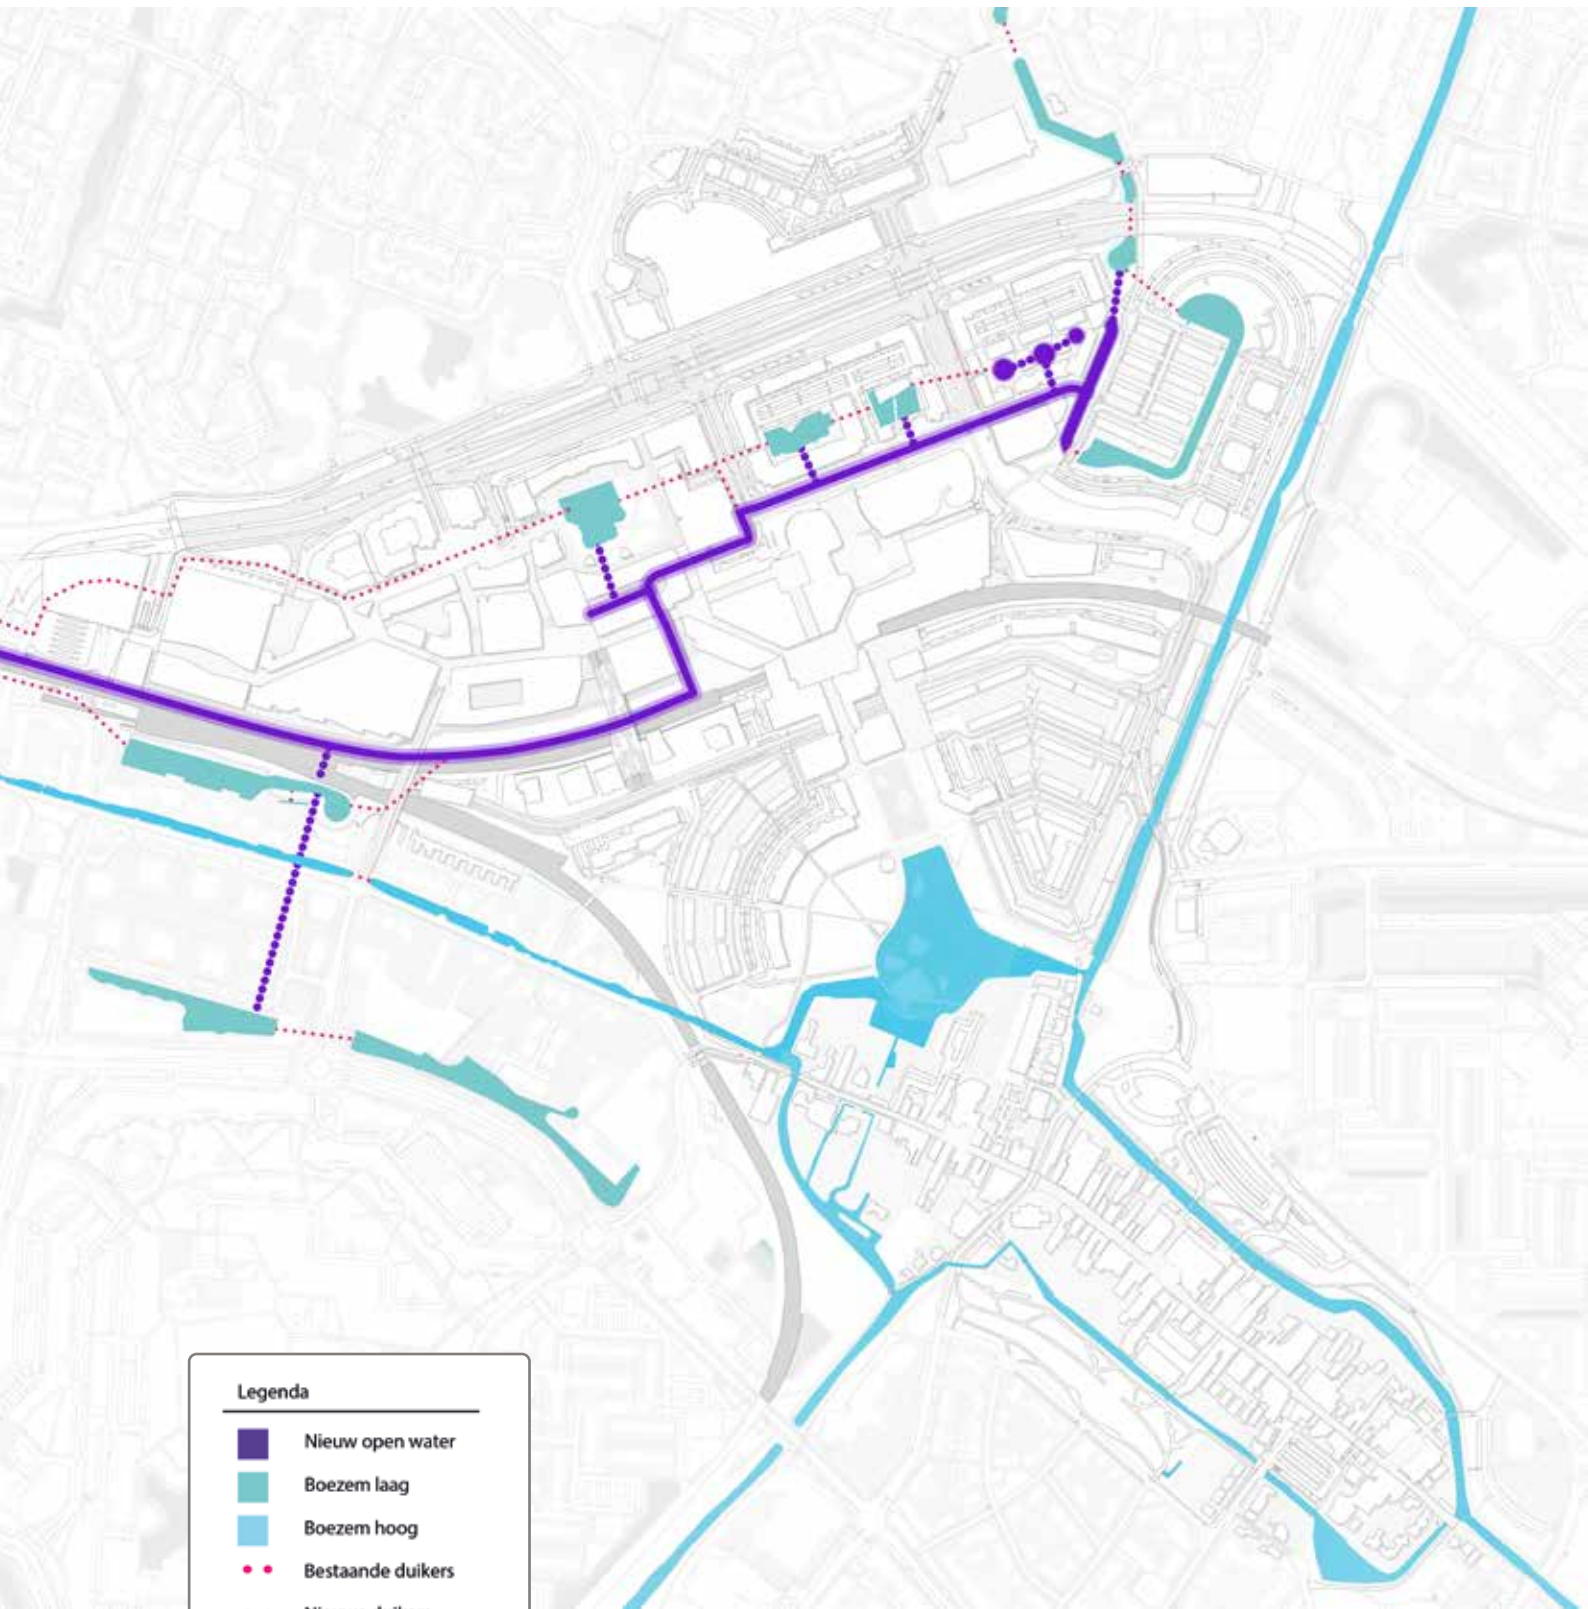 Legenda
Nieuw open water
Boezem laag
Boezem hoog
Bestaande duikers